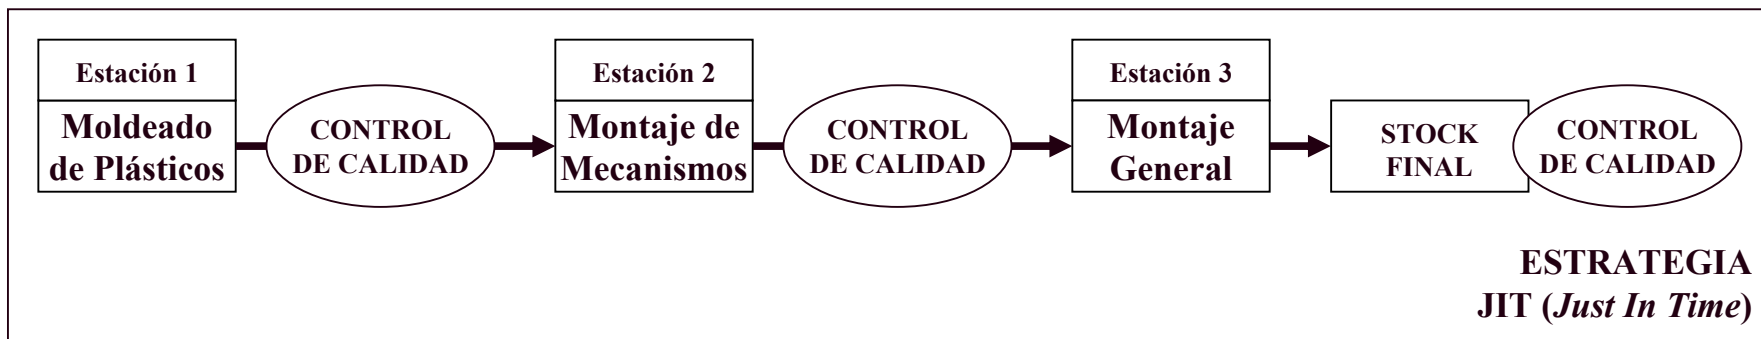 Estación 1
Moldeado
de Plásticos
CONTROL
DE CALIDAD
Estación 2
Montaje de
Mecanismos
CONTROL
DE CALIDAD
Estación 3
Montaje
General
STOCK
FINAL
CONTROL
DE CALIDAD
ESTRATEGIA
JIT (Just In Time)